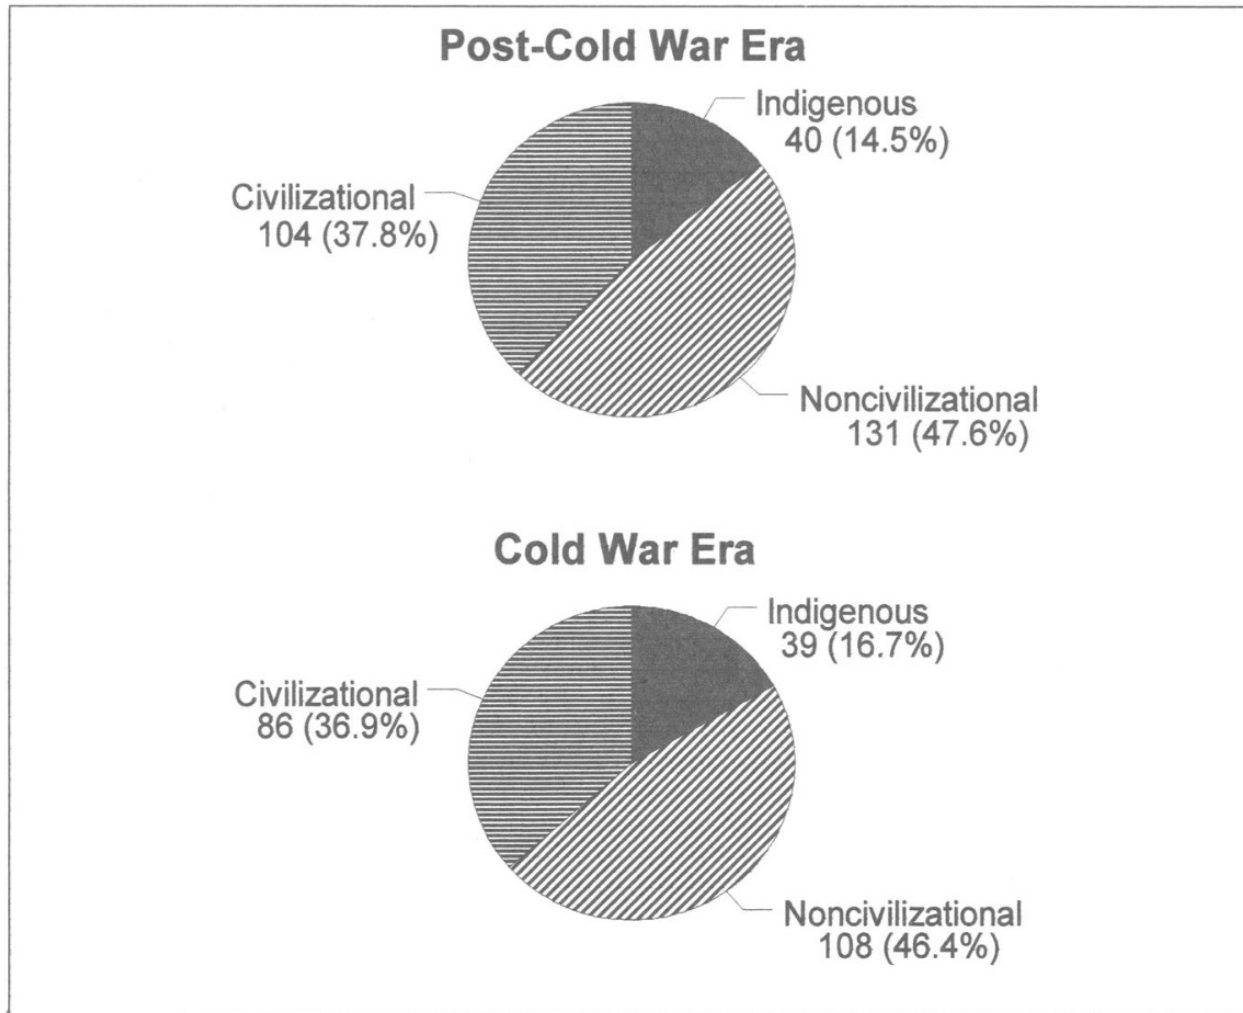 Post-Cold War Era
Indigenous
40 (14.5%)
Civilizational
104 (37.8%)
Noncivilizational
131 (47.6%)
Cold War Era
Indigenous
39 (16.7%)
Civilizational
86 (36.9%)
Noncivilizational
108 (46.4%)